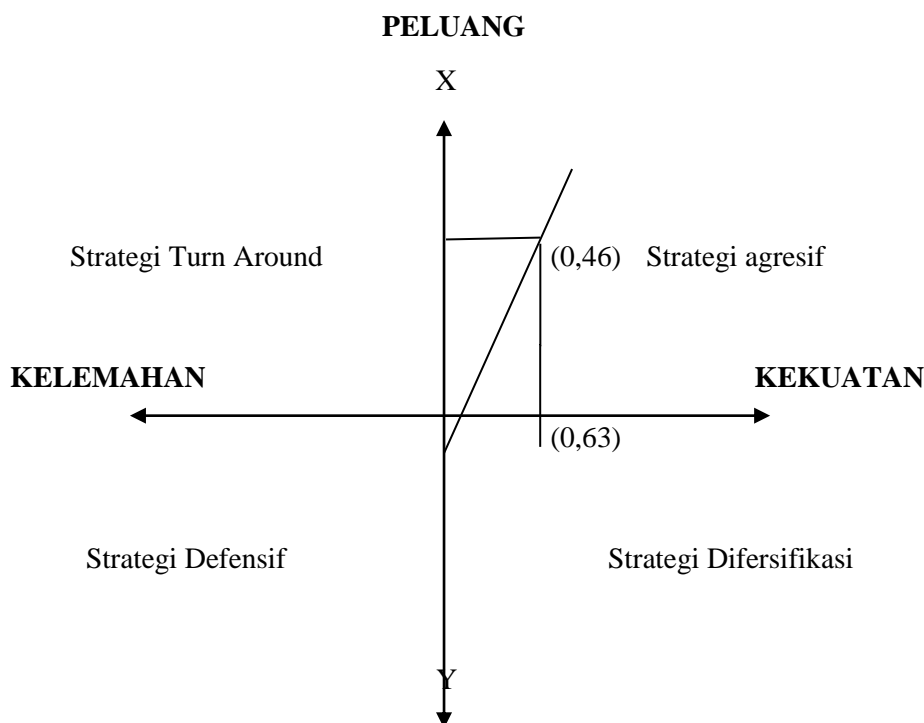 PELUANG
X
Strategi Turn Around
(0,46) Strategi agresif
KELEMAHAN
KEKUATAN
(0,63)
Strategi Defensif
Strategi Difersifikasi
Y